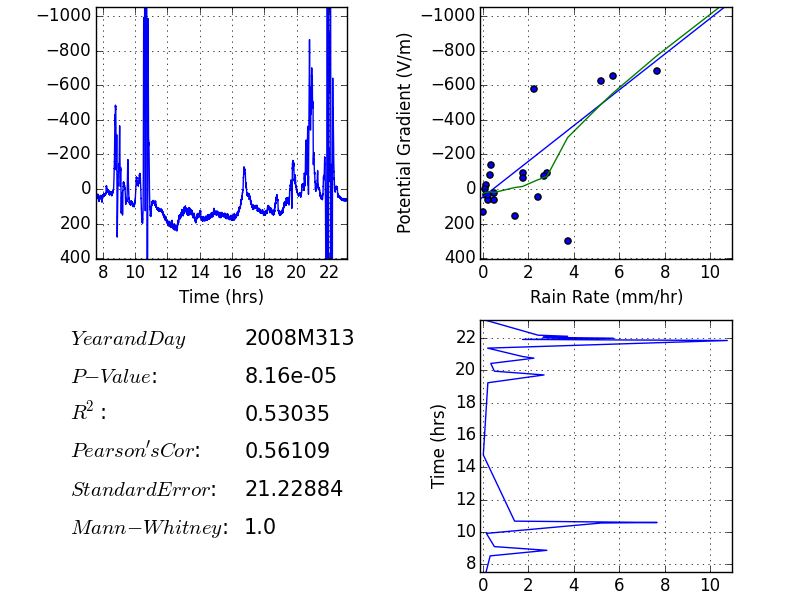 −1000
−800
−600
−400
−200
0
200
400
8 10 12 14 16 18 20 22
Time (hrs)
Potential Gradient (V/m)
−1000
−800
−600
−400
−200
0
200
400
0 2 4 6 8 10
Rain Rate (mm/hr)
YearandDay 2008M313
P−Value: 8.16e-05
R²: 0.53035
Pearson'sCor: 0.56109
StandardError: 21.22884
Mann−Whitney: 1.0
Time (hrs)
22
20
18
16
14
12
10
8
0 2 4 6 8 10